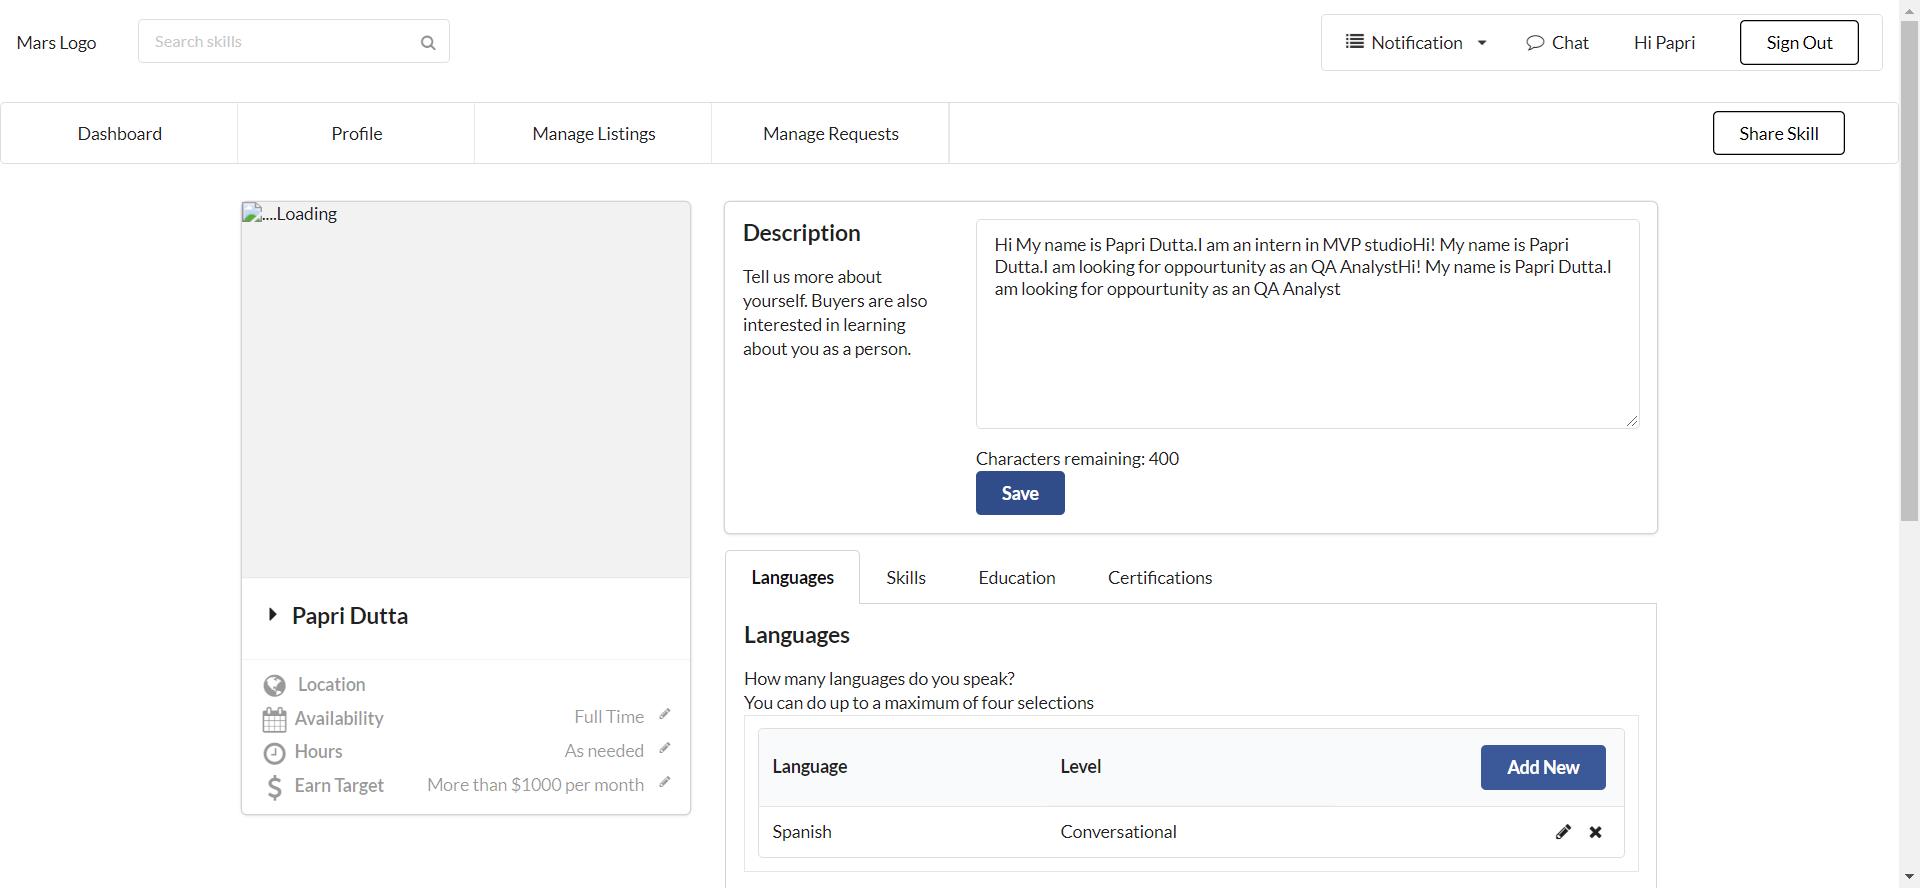 Mars Logo
Search skills
Notification
Chat
Hi Papri
Sign Out
Dashboard
Profile
Manage Listings
Manage Requests
Share Skill
....Loading
Papri Dutta
Location
Availability
Full Time
Hours
As needed
Earn Target
More than $1000 per month
Description
Tell us more about
yourself. Buyers are also
interested in learning
about you as a person.
Hi My name is Papri Dutta.I am an intern in MVP studioHi! My name is Papri
Dutta.I am looking for oppourtunity as an QA AnalystHi! My name is Papri Dutta.I
am looking for oppourtunity as an QA Analyst
Characters remaining: 400
Save
Languages
Skills
Education
Certifications
Languages
How many languages do you speak?
You can do up to a maximum of four selections
Language
Level
Add New
Spanish
Conversational